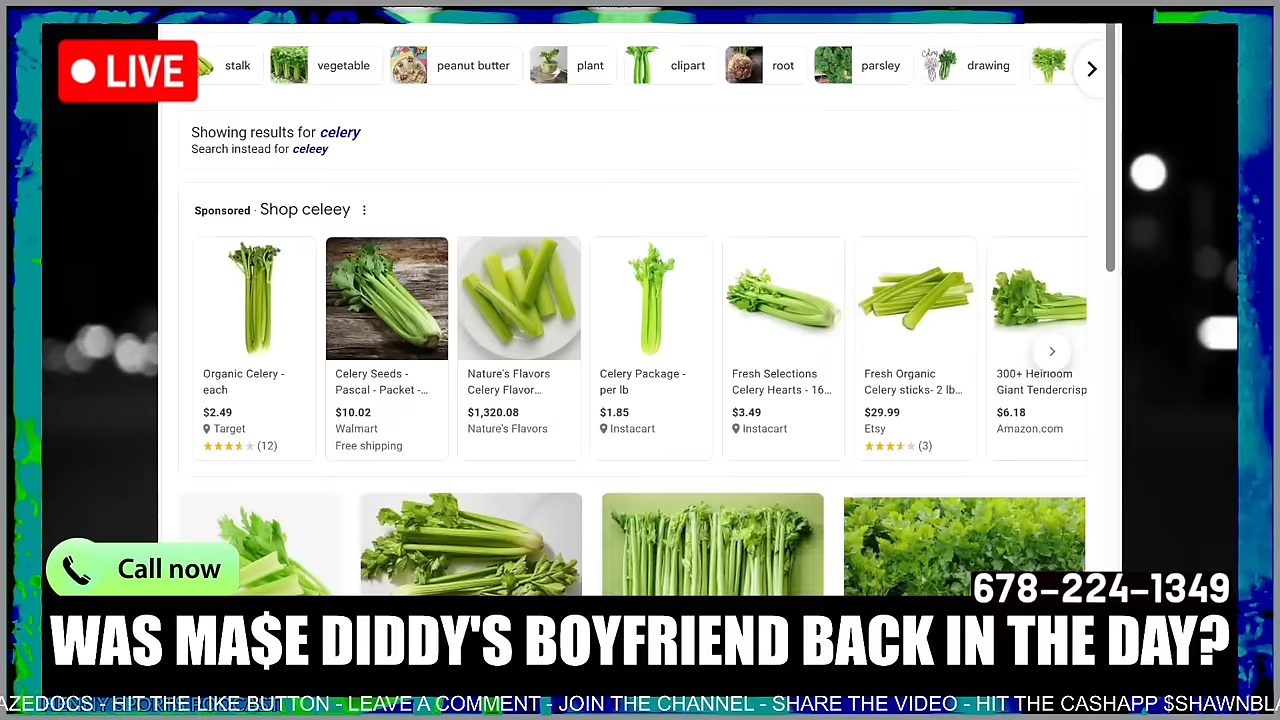 LIVE
stalk
vegetable
peanut butter
plant
clipart
root
parsley
drawing
Showing results for celery
Search instead for celeey
Sponsored · Shop celeey
Organic Celery -
each
$2.49
Target
(12)
Celery Seeds -
Pascal - Packet -...
$10.02
Walmart
Free shipping
Nature's Flavors
Celery Flavor...
$1,320.08
Nature's Flavors
Celery Package -
per lb
$1.85
Instacart
Fresh Selections
Celery Hearts - 16...
$3.49
Instacart
Fresh Organic
Celery sticks- 2 lb...
$29.99
Etsy
(3)
300+ Heirloom
Giant Tendercrisp
$6.18
Amazon.com
Call now
678-224-1349
WAS MA$E DIDDY'S BOYFRIEND BACK IN THE DAY?
AZEDOCS - HIT THE LIKE BUTTON - LEAVE A COMMENT - JOIN THE CHANNEL - SHARE THE VIDEO - HIT THE CASHAPP $SHAWNBLA